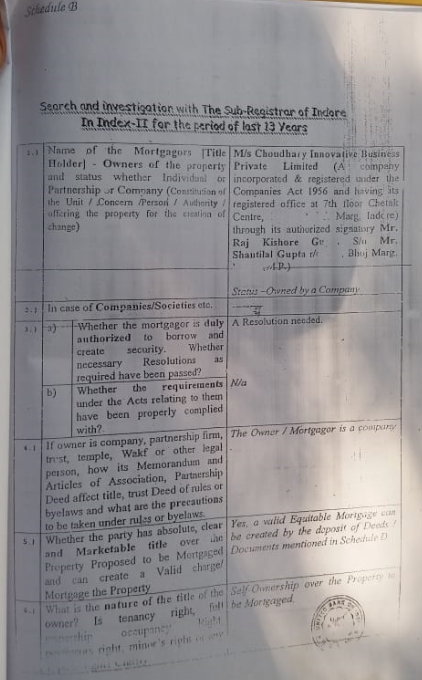 Schedule B
Search and investigation with The Sub-Registrar of Indore
In Index-II for the period of last 13 Years
1.1 Name of the Mortgagors [Title
Holder] - Owners of the property
and status whether Individual or
Partnership or Company (Constitution of
the Unit / Concern /Person / Authority /
offering the property for the creation of
change)
M/s Choudhary Innovative Business
Private Limited (A company
incorporated & registered under the
Companies Act 1956 and having its
registered office at 7th floor Chetak
Centre, Marg, Indore)
through its authorized signatory Mr.
Raj Kishore S/o Mr.
Shantilal Gupta r/o , Bhoj Marg,
M.P.)
Status -Owned by a Company
2.1 In case of Companies/Societies etc.
3.1 a) Whether the mortgagor is duly
authorized to borrow and
create security. Whether
necessary Resolutions as
required have been passed?
A Resolution needed.
b) Whether the requirements
under the Acts relating to them
have been properly complied
with?
N/a
4.1 If owner is company, partnership firm,
trust, temple, Wakf or other legal
person, how its Memorandum and
Articles of Association, Partnership
Deed affect title, trust Deed of rules or
byelaws and what are the precautions
to be taken under rules or byelaws.
The Owner / Mortgagor is a company
5.1 Whether the party has absolute, clear
and Marketable title over the
Property Proposed to be Mortgaged
and can create a Valid charge/
Mortgage the Property
Yes, a valid Equitable Mortgage can
be created by the deposit of Deeds /
Documents mentioned in Schedule D
6.1 What is the nature of the title of the
owner? Is tenancy right, full
ownership occupancy Right,
right, minor's right or
Self-Ownership over the Property to
be Mortgaged.
UNITED BANK OF